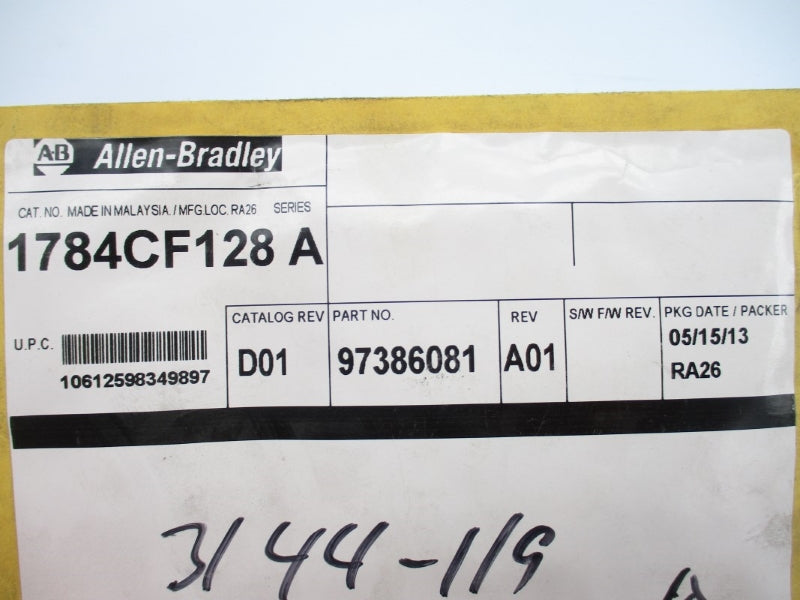 A-B Allen-Bradley
CAT. NO. MADE IN MALAYSIA. / MFG.LOC. RA26 SERIES
1784CF128 A
U.P.C.
10612598349897
CATALOG REV
D01
PART NO.
97386081
REV
A01
S/W F/W REV.
PKG DATE / PACKER
05/15/13
RA26
3144-119